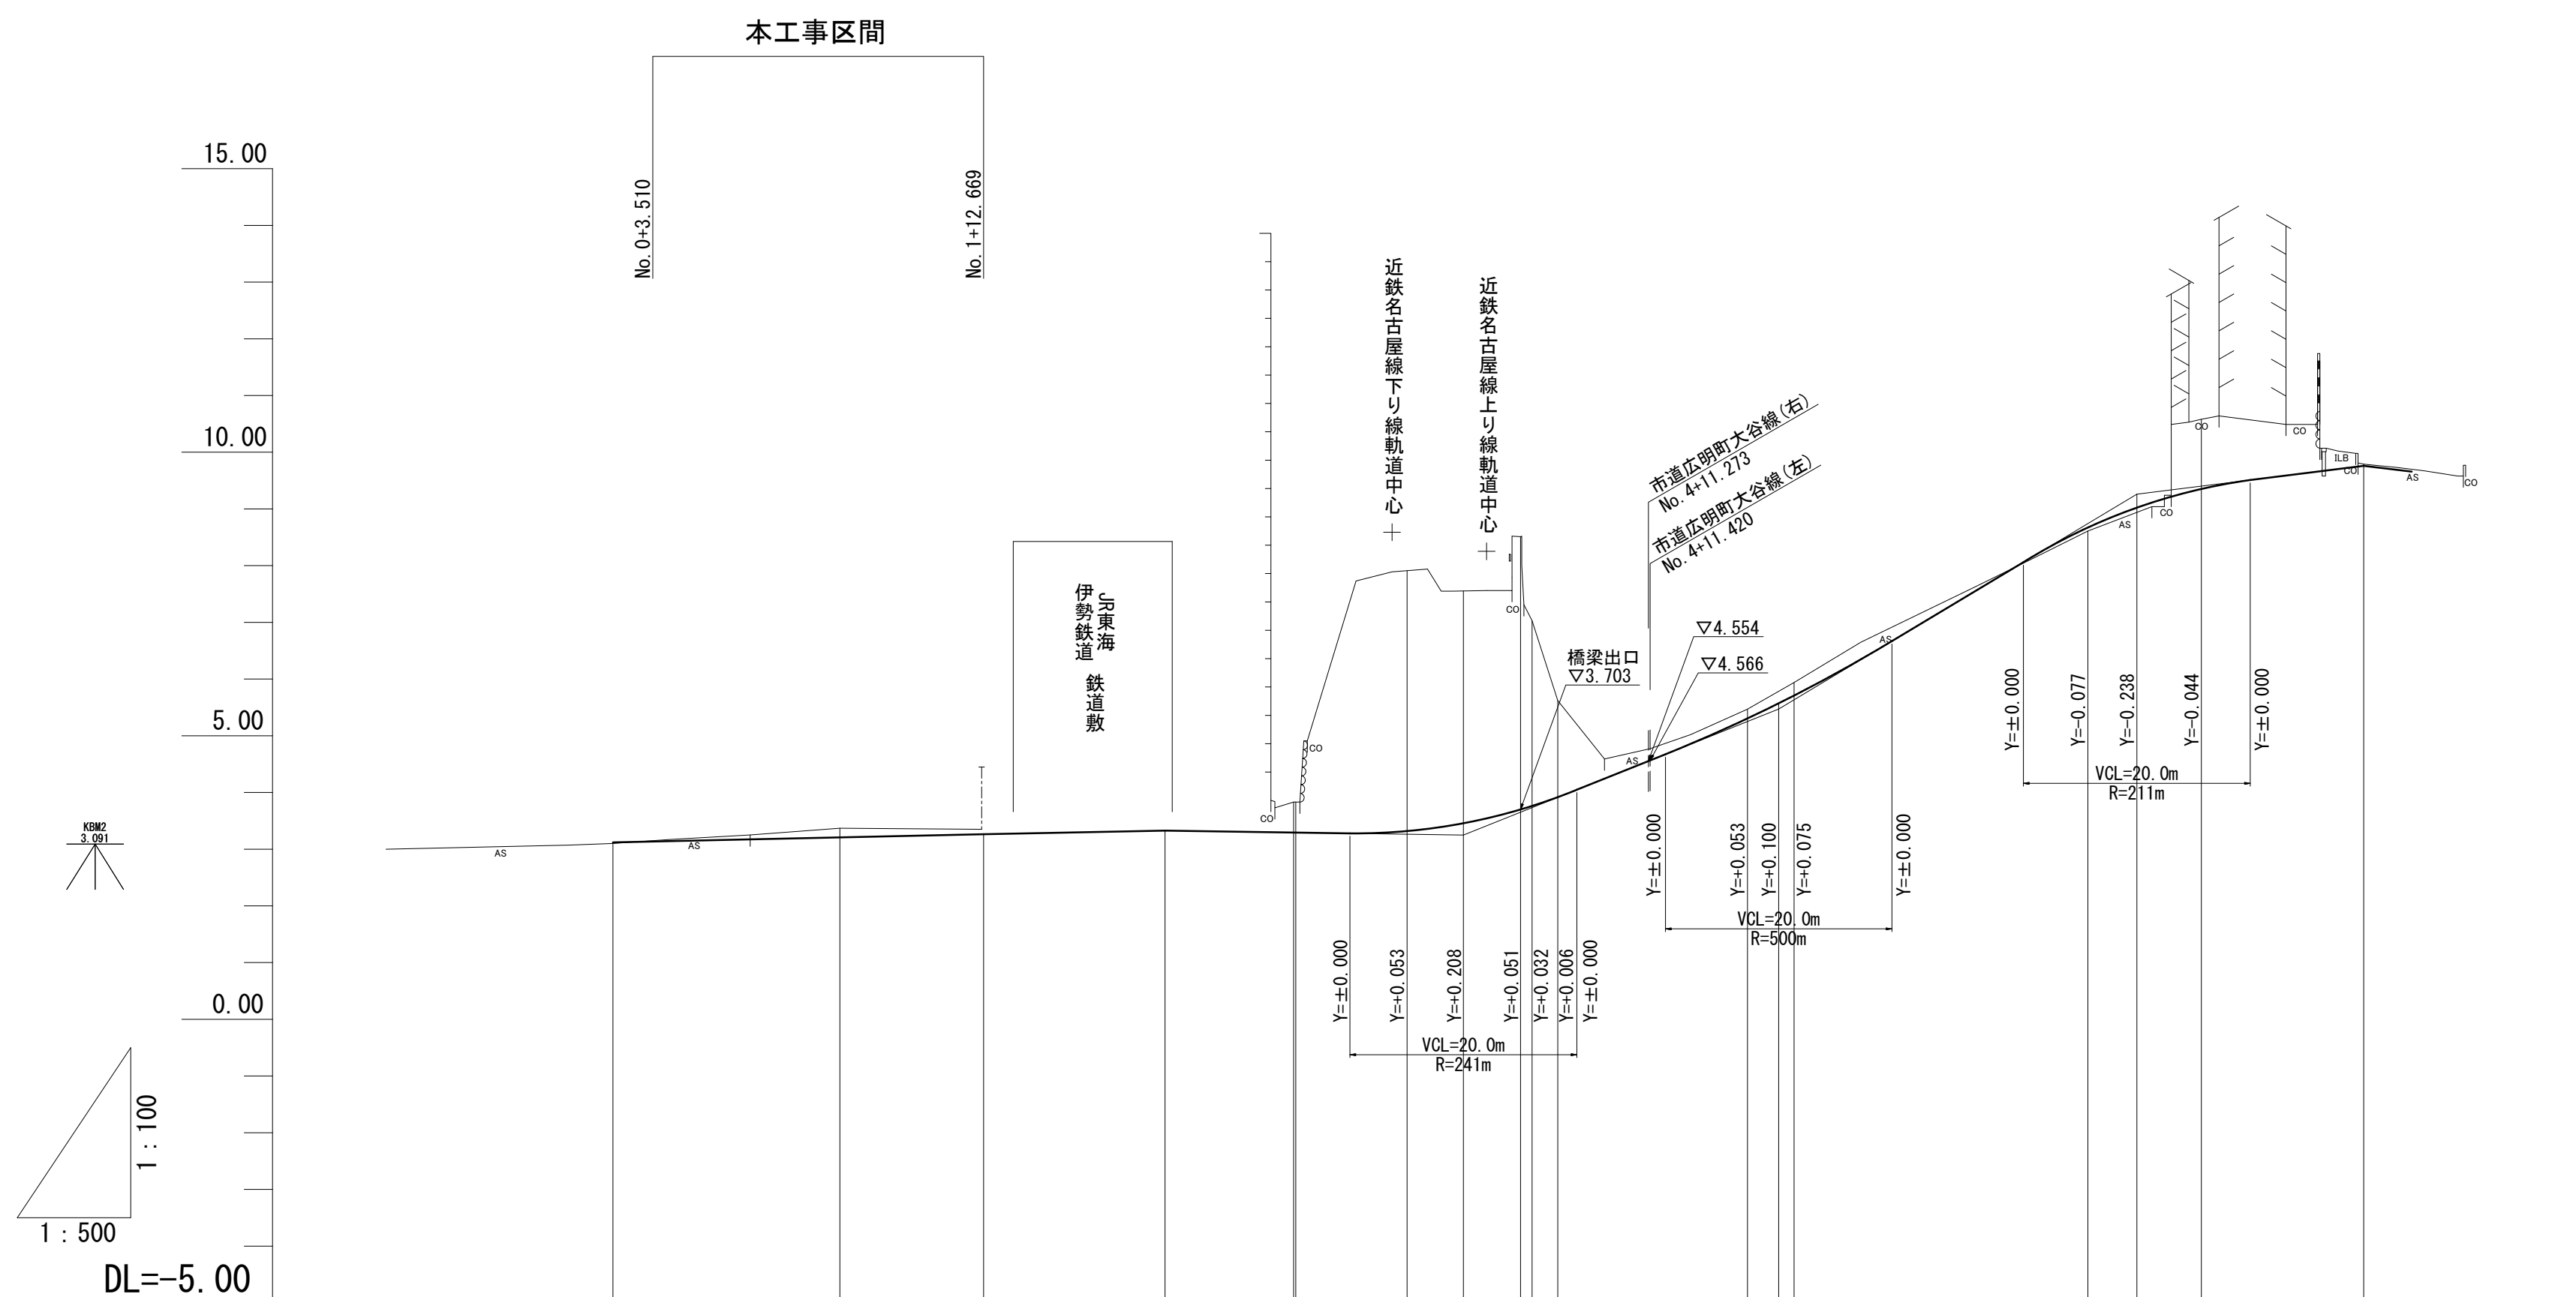 本工事区間
No.0+3.510
No.1+12.669
15.00
10.00
5.00
0.00
DL=-5.00
KBM2
3.091
1:100
1:500
JR東海
伊勢鉄道
鉄道敷
近鉄名古屋線下り線軌道中心
近鉄名古屋線上り線軌道中心
市道広明町大谷線(右)
No.4+11.273
市道広明町大谷線(左)
No.4+11.420
▽4.554
▽4.566
橋梁出口
▽3.703
AS
AS
CO
CO
CO
AS
AS
AS
CO
CO
CO
ILB
CO
AS
CO
Y=±0.000
Y=+0.053
Y=+0.208
Y=+0.051
Y=+0.032
Y=+0.006
Y=±0.000
VCL=20.0m
R=241m
Y=±0.000
Y=+0.053
Y=+0.100
Y=+0.075
Y=±0.000
VCL=20.0m
R=500m
Y=±0.000
Y=-0.077
Y=-0.238
Y=-0.044
Y=±0.000
VCL=20.0m
R=211m